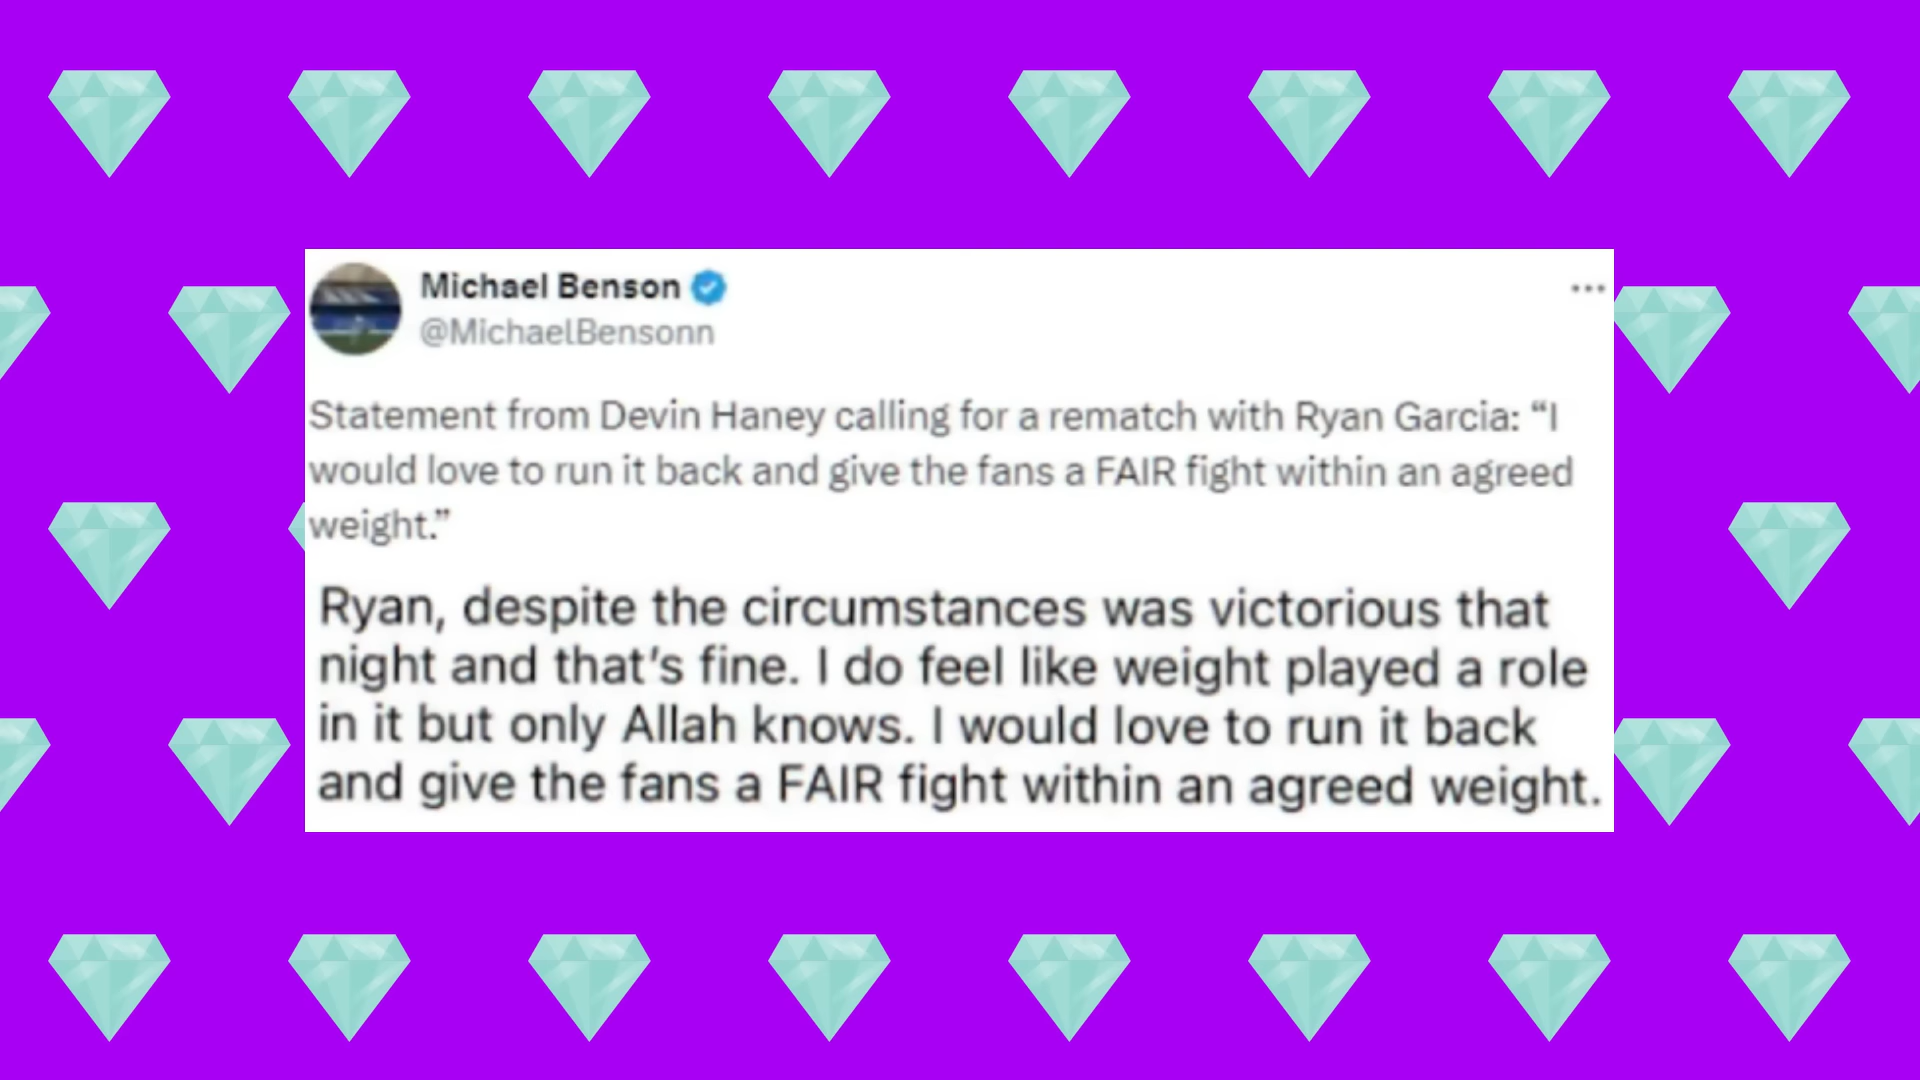 Michael Benson
@MichaelBensonn
Statement from Devin Haney calling for a rematch with Ryan Garcia: “I
would love to run it back and give the fans a FAIR fight within an agreed
weight.”
Ryan, despite the circumstances was victorious that
night and that’s fine. I do feel like weight played a role
in it but only Allah knows. I would love to run it back
and give the fans a FAIR fight within an agreed weight.